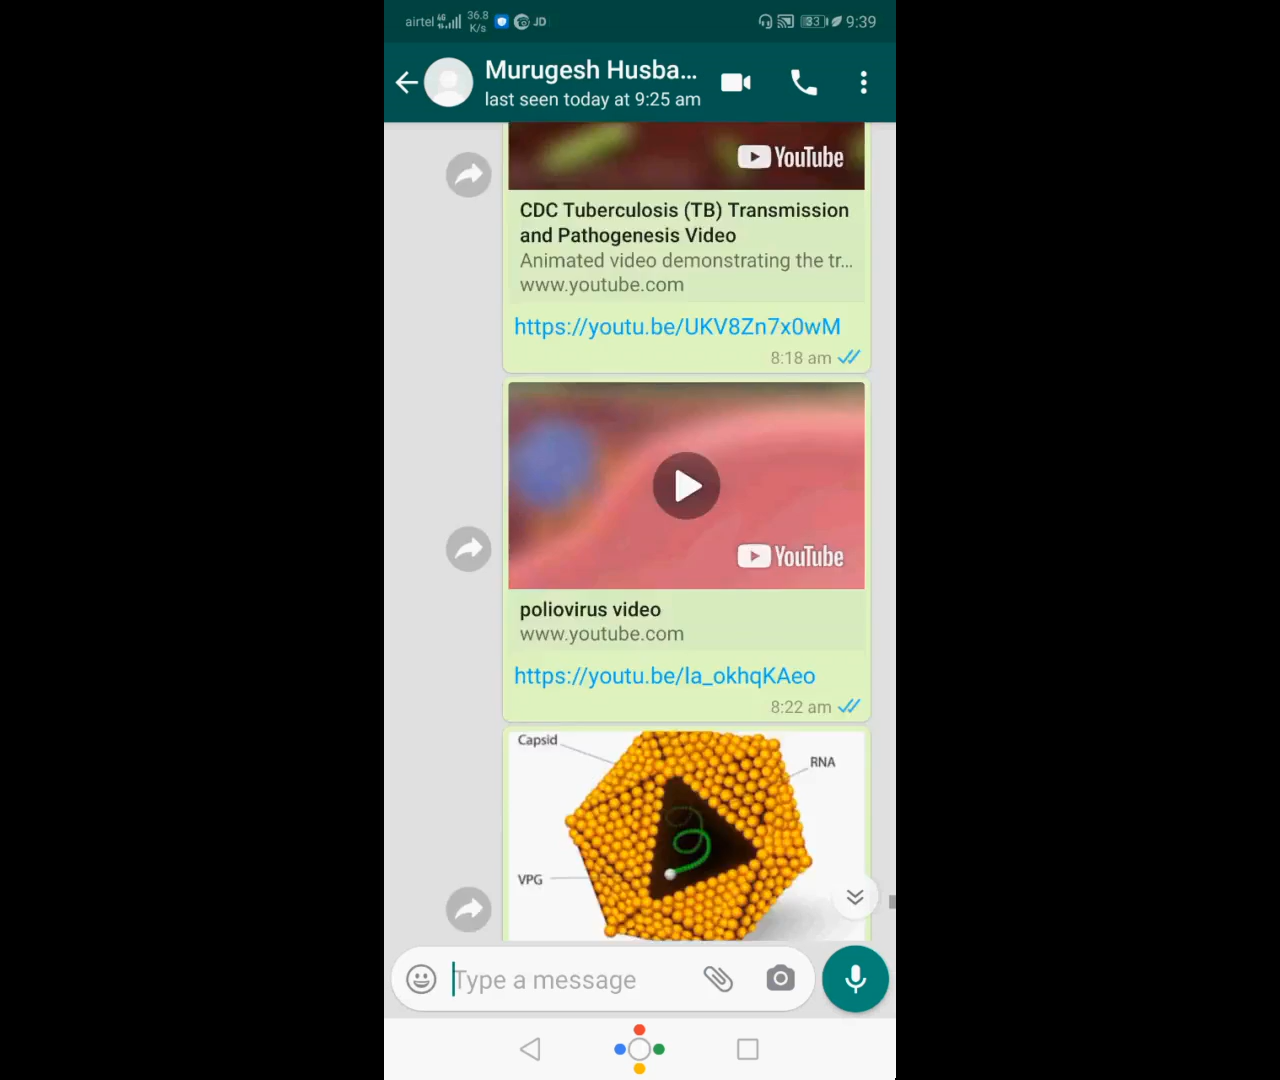 airtel 4G 36.8 K/s JD 83 9:39
Murugesh Husba...
last seen today at 9:25 am
YouTube
CDC Tuberculosis (TB) Transmission
and Pathogenesis Video
Animated video demonstrating the tr...
www.youtube.com
https://youtu.be/UKV8Zn7x0wM
8:18 am
YouTube
poliovirus video
www.youtube.com
https://youtu.be/la_okhqKAeo
8:22 am
Capsid
RNA
VPG
Type a message